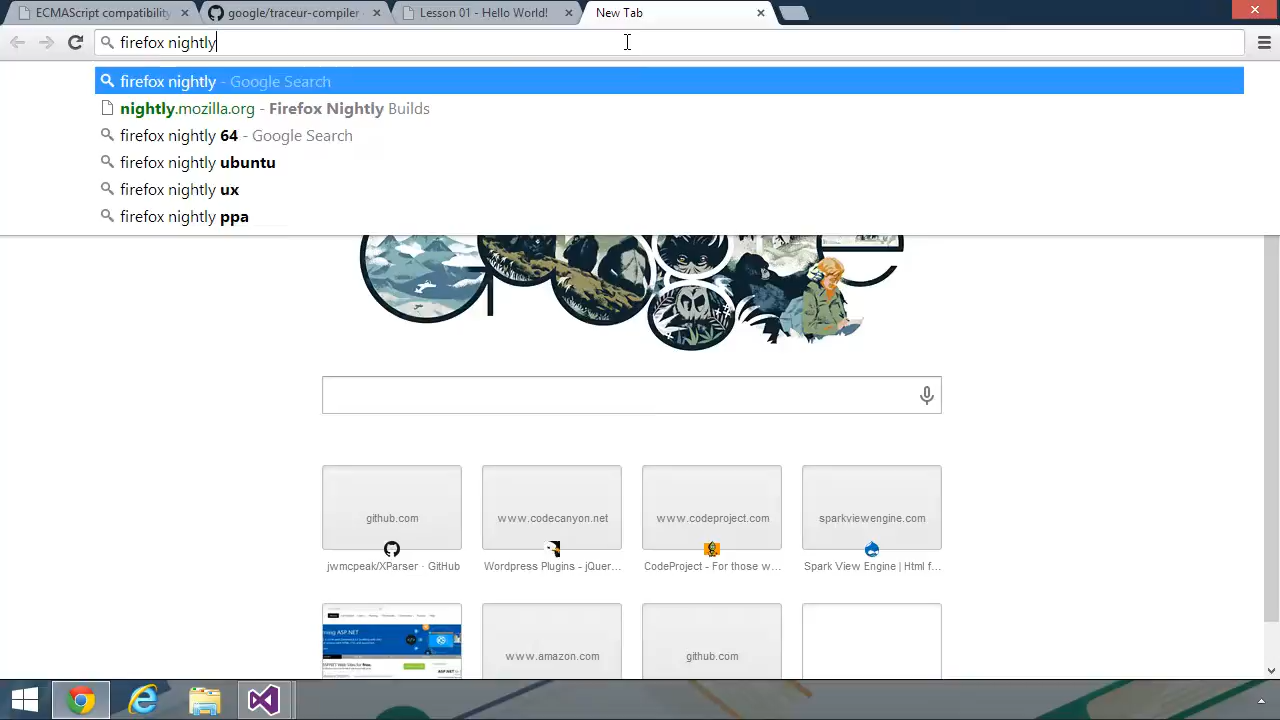 ECMAScript compatibility
google/traceur-compiler
Lesson 01 - Hello World!
New Tab
firefox nightly
firefox nightly - Google Search
nightly.mozilla.org - Firefox Nightly Builds
firefox nightly 64 - Google Search
firefox nightly ubuntu
firefox nightly ux
firefox nightly ppa
github.com
www.codecanyon.net
www.codeproject.com
sparkviewengine.com
jwmcpeak/XParser · GitHub
Wordpress Plugins - jQuer...
CodeProject - For those w...
Spark View Engine | Html f...
ASP.NET
www.amazon.com
github.com